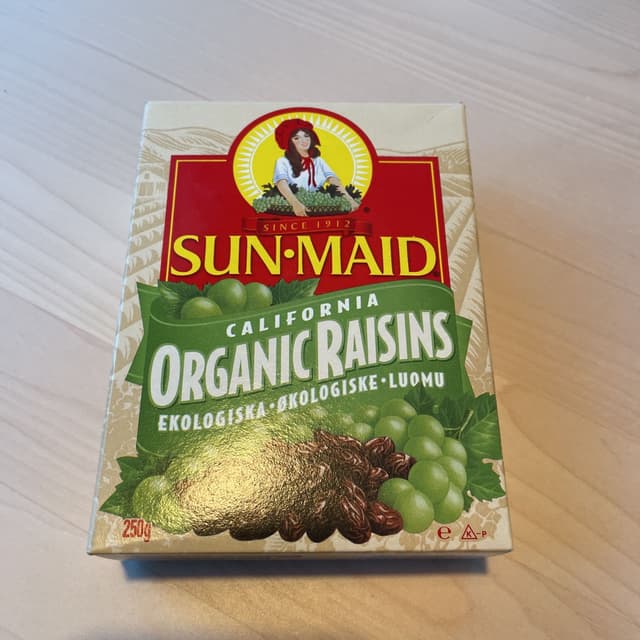 SINCE 1912
SUN·MAID®
CALIFORNIA
ORGANIC RAISINS
EKOLOGISKA·ØKOLOGISKE·LUOMU
250g
e K-P